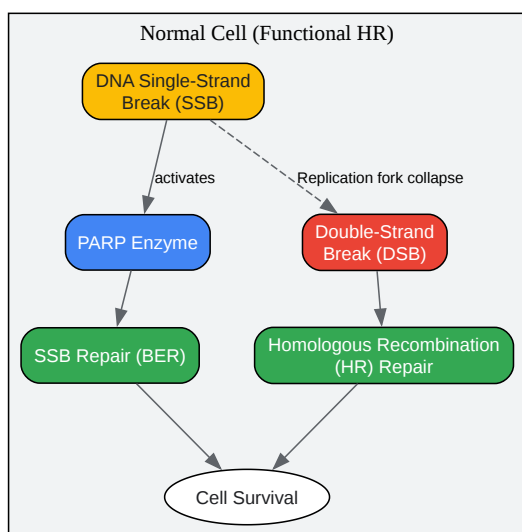 Normal Cell (Functional HR)
DNA Single-Strand
Break (SSB)
activates
Replication fork collapse
PARP Enzyme
Double-Strand
Break (DSB)
SSB Repair (BER)
Homologous Recombination
(HR) Repair
Cell Survival